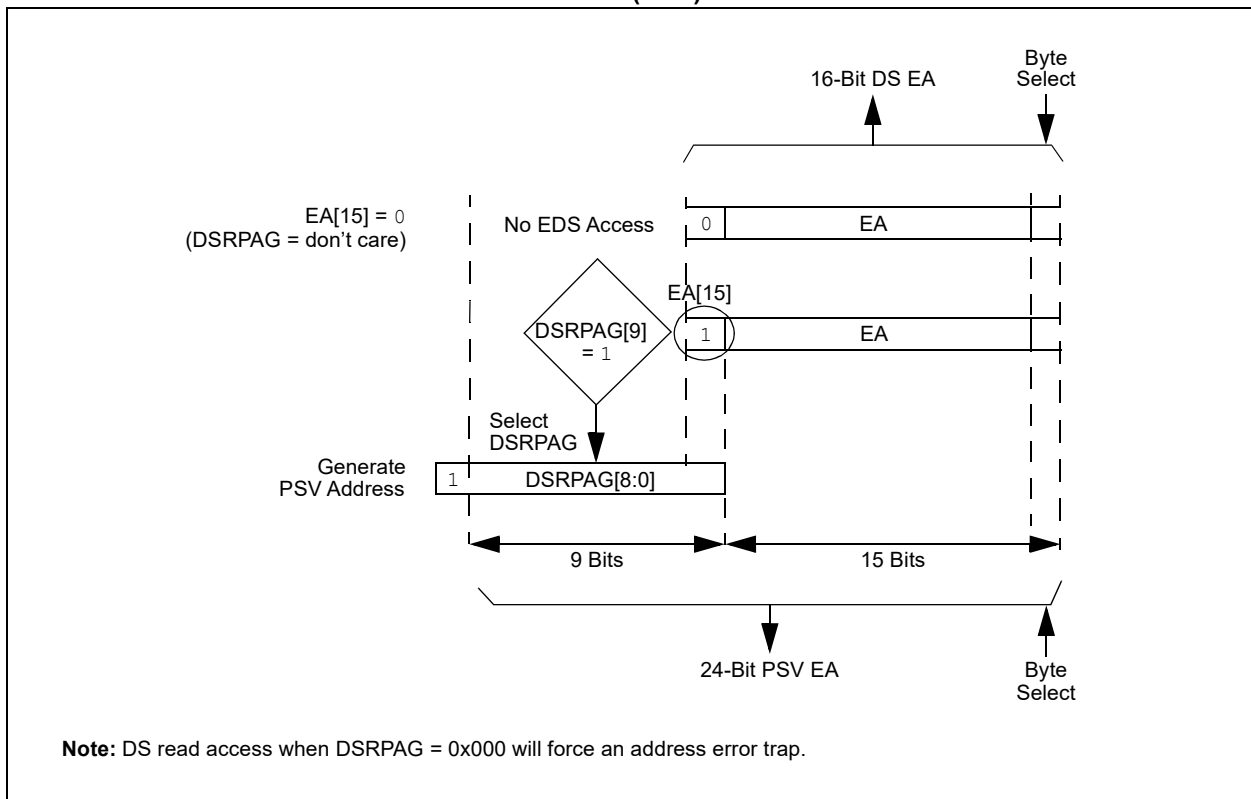 16-Bit DS EA
Byte
Select
EA[15] = 0
(DSRPAG = don't care)
No EDS Access
0
EA
EA[15]
DSRPAG[9]
= 1
1
EA
Select
DSRPAG
Generate
PSV Address
1
DSRPAG[8:0]
9 Bits
15 Bits
24-Bit PSV EA
Byte
Select
Note: DS read access when DSRPAG = 0x000 will force an address error trap.